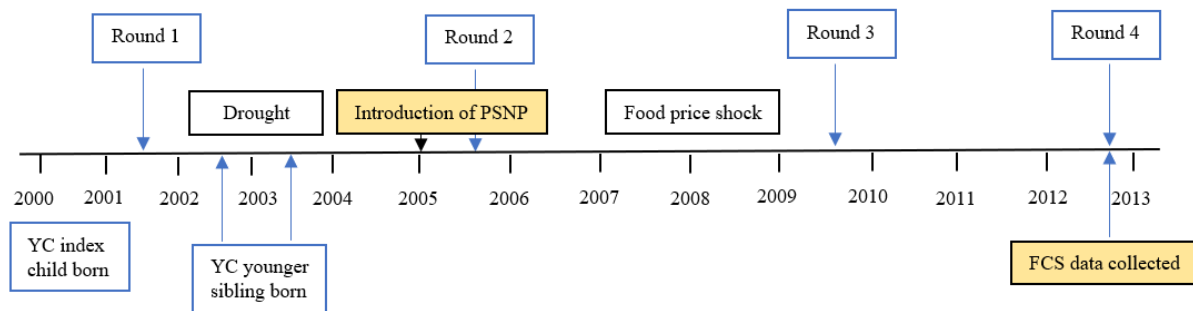 Round 1
Round 2
Round 3
Round 4
Drought
Introduction of PSNP
Food price shock
2000 2001 2002 2003 2004 2005 2006 2007 2008 2009 2010 2011 2012 2013
YC index
child born
YC younger
sibling born
FCS data collected